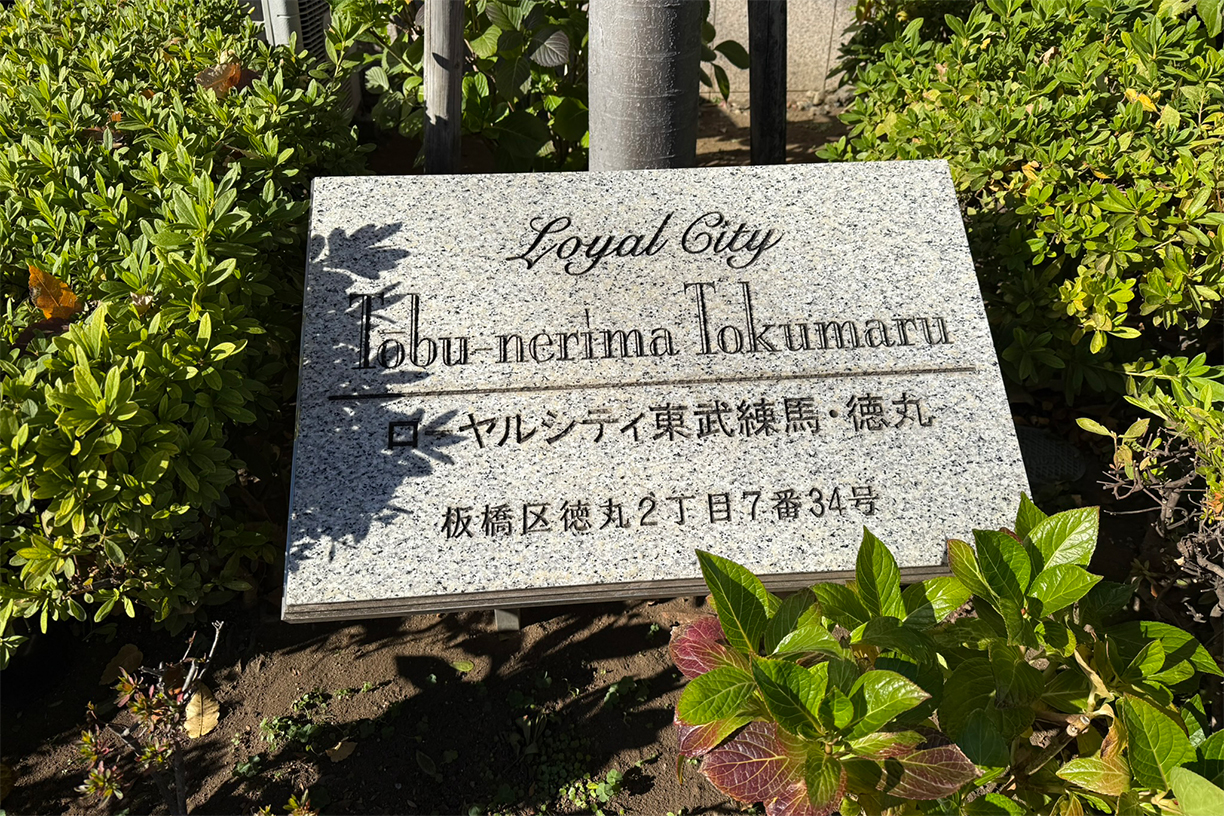 Loyal City
Tobu-nerima Tokumaru
ローヤルシティ東武練馬・徳丸
板橋区徳丸2丁目7番34号